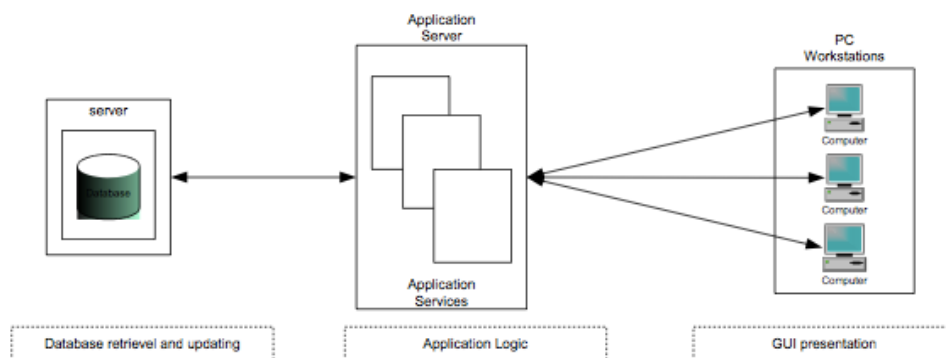 Application
Server
PC
Workstations
server
Database
Computer
Computer
Computer
Application
Services
Database retrievel and updating
Application Logic
GUI presentation